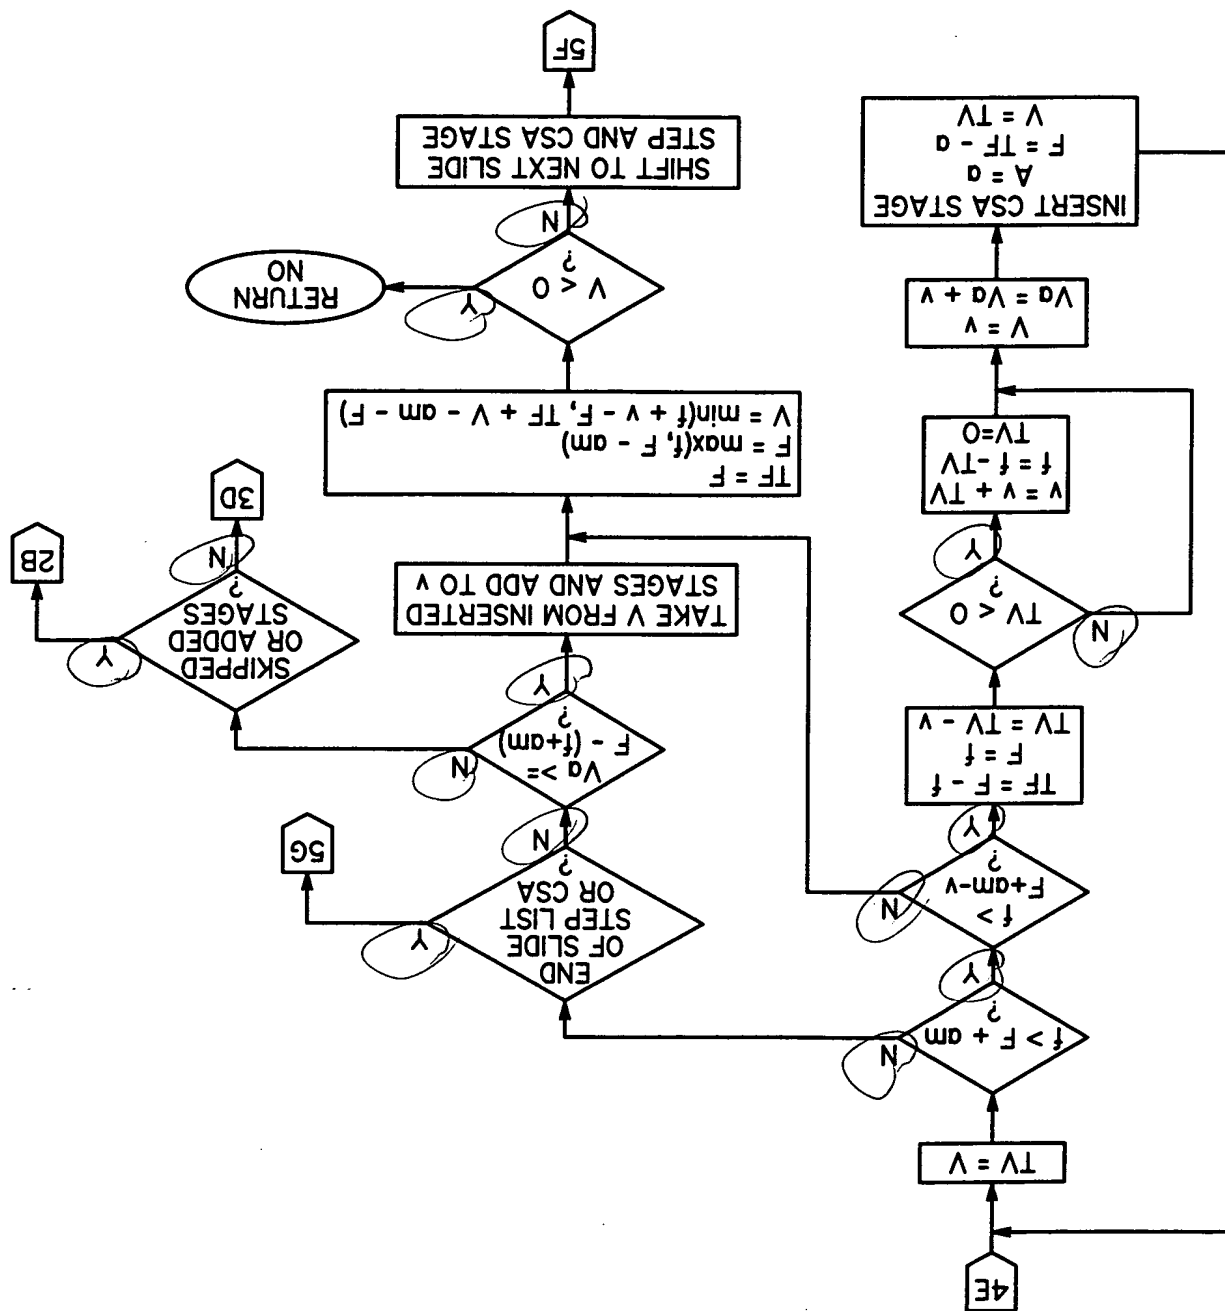 4E
TV = V
f > F + am
?
N
Y
f >
F+am-v
?
N
Y
TF = F - f
F = f
TV = TV - v
TV < 0
?
N
Y
v = v + TV
f = f - TV
TV=0
V = v
Va = Va + v
INSERT CSA STAGE
A = a
F = TF - a
V = TV
END
OF SLIDE
STEP LIST
OR CSA
?
Y
N
5G
Va >=
F - (f+am)
?
N
Y
SKIPPED
OR ADDED
STAGES
?
Y
N
2B
3D
TAKE V FROM INSERTED
STAGES AND ADD TO v
TF = F
F = max(f, F - am)
V = min(f + v - F, TF + V - am - F)
V < 0
?
Y
N
RETURN
NO
SHIFT TO NEXT SLIDE
STEP AND CSA STAGE
5F